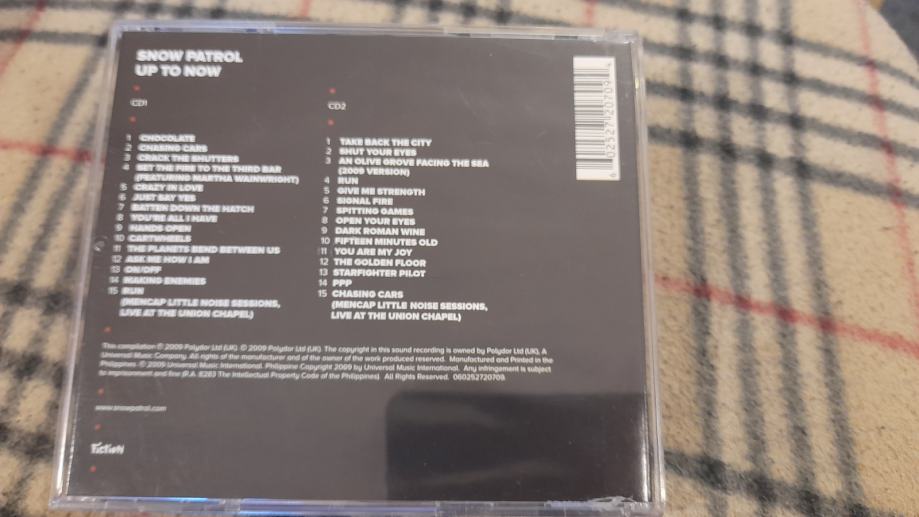 SNOW PATROL
UP TO NOW
CD1
1 CHOCOLATE
2 CHASING CARS
3 CRACK THE SHUTTERS
4 SET THE FIRE TO THE THIRD BAR
(FEATURING MARTHA WAINWRIGHT)
5 CRAZY IN LOVE
6 JUST SAY YES
7 BATTEN DOWN THE HATCH
8 YOU'RE ALL I HAVE
9 HANDS OPEN
10 CARTWHEELS
11 THE PLANETS BEND BETWEEN US
12 ASK ME HOW I AM
13 ON/OFF
14 MAKING ENEMIES
15 RUN
(MENCAP LITTLE NOISE SESSIONS,
LIVE AT THE UNION CHAPEL)
CD2
1 TAKE BACK THE CITY
2 SHUT YOUR EYES
3 AN OLIVE GROVE FACING THE SEA
(2009 VERSION)
4 RUN
5 GIVE ME STRENGTH
6 SIGNAL FIRE
7 SPITTING GAMES
8 OPEN YOUR EYES
9 DARK ROMAN WINE
10 FIFTEEN MINUTES OLD
11 YOU ARE MY JOY
12 THE GOLDEN FLOOR
13 STARFIGHTER PILOT
14 PPP
15 CHASING CARS
(MENCAP LITTLE NOISE SESSIONS,
LIVE AT THE UNION CHAPEL)
6 02527 20709 4
This compilation ℗ 2009 Polydor Ltd (UK). © 2009 Polydor Ltd (UK). The copyright in this sound recording is owned by Polydor Ltd (UK), A
Universal Music Company. All rights of the manufacturer and of the owner of the work produced reserved. Manufactured and Printed in the
Philippines. ℗ 2009 Universal Music International. Philippine Copyright 2009 by Universal Music International. Any infringement is subject
to imprisonment and fine (R.A. 8293 The Intellectual Property Code of the Philippines) All Rights Reserved. 060252720709.
www.snowpatrol.com
Fiction